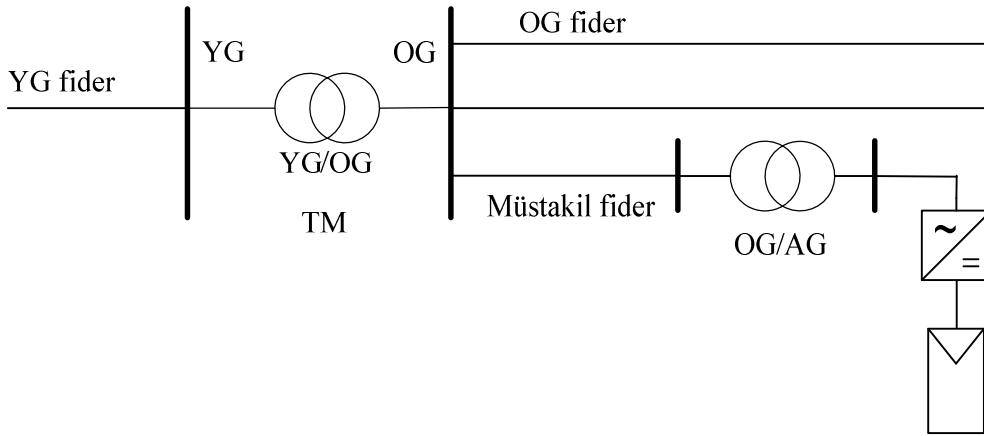 OG fider
YG
OG
YG fider
YG/OG
Müstakil fider
TM
OG/AG
~
=